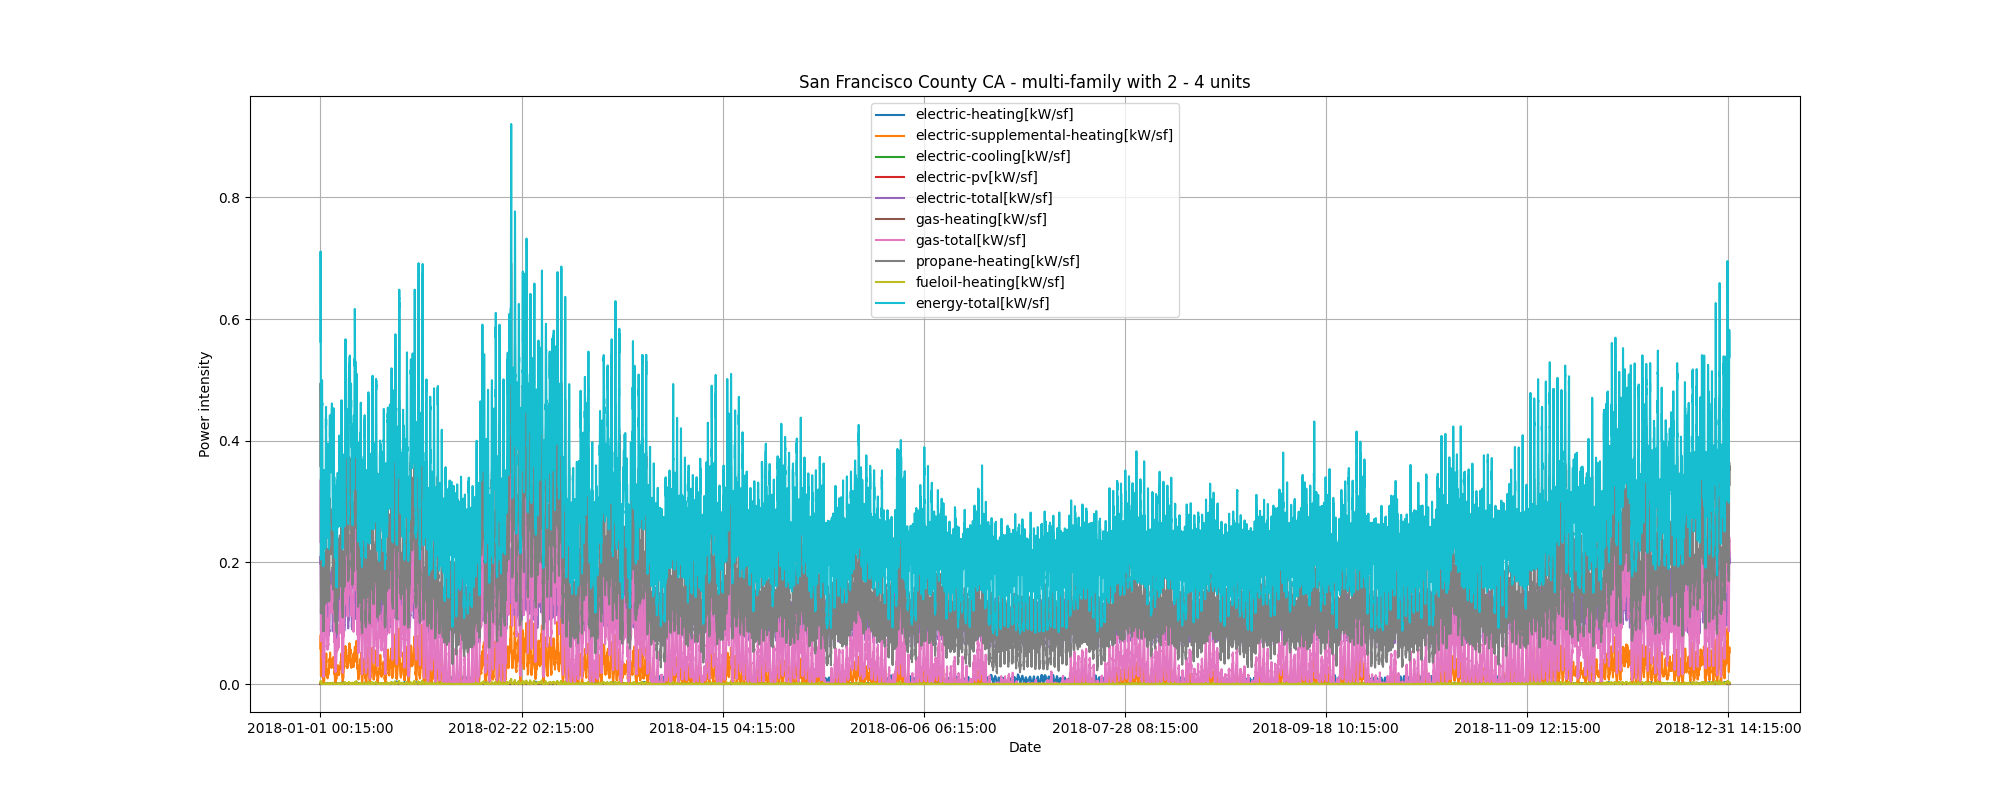 San Francisco County CA - multi-family with 2 - 4 units
electric-heating[kW/sf]
electric-supplemental-heating[kW/sf]
electric-cooling[kW/sf]
electric-pv[kW/sf]
electric-total[kW/sf]
gas-heating[kW/sf]
gas-total[kW/sf]
propane-heating[kW/sf]
fueloil-heating[kW/sf]
energy-total[kW/sf]
Power intensity
0.8
0.6
0.4
0.2
0.0
2018-01-01 00:15:00
2018-02-22 02:15:00
2018-04-15 04:15:00
2018-06-06 06:15:00
2018-07-28 08:15:00
2018-09-18 10:15:00
2018-11-09 12:15:00
2018-12-31 14:15:00
Date